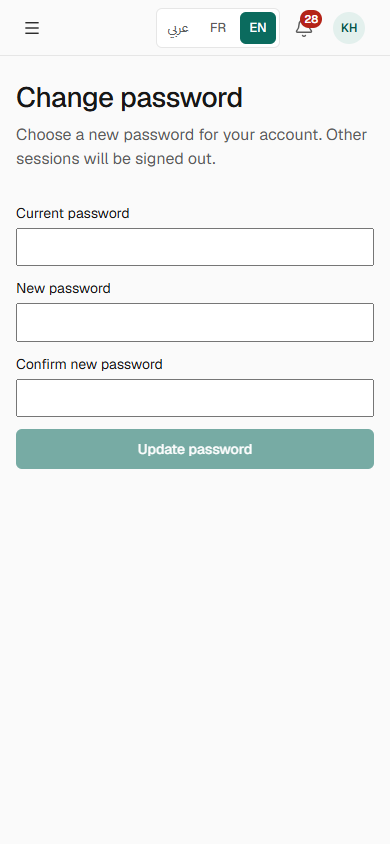 عربي FR EN 28 KH
Change password
Choose a new password for your account. Other
sessions will be signed out.
Current password
New password
Confirm new password
Update password